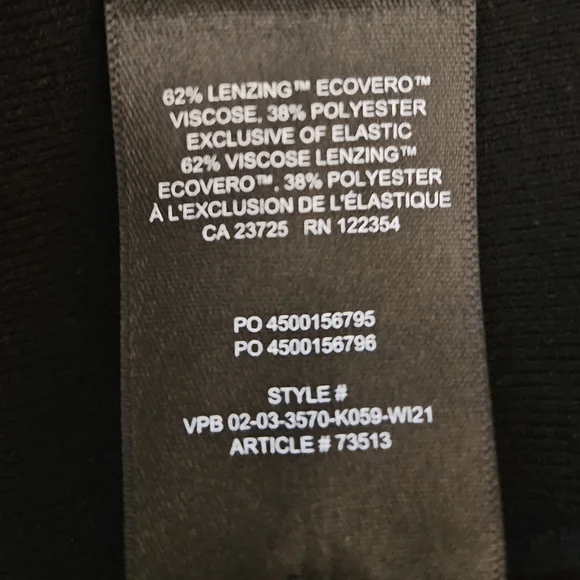 62% LENZING™ ECOVERO™
VISCOSE, 38% POLYESTER
EXCLUSIVE OF ELASTIC
62% VISCOSE LENZING™
ECOVERO™, 38% POLYESTER
À L'EXCLUSION DE L'ÉLASTIQUE
CA 23725 RN 122354
PO 4500156795
PO 4500156796
STYLE #
VPB 02-03-3570-K059-WI21
ARTICLE # 73513